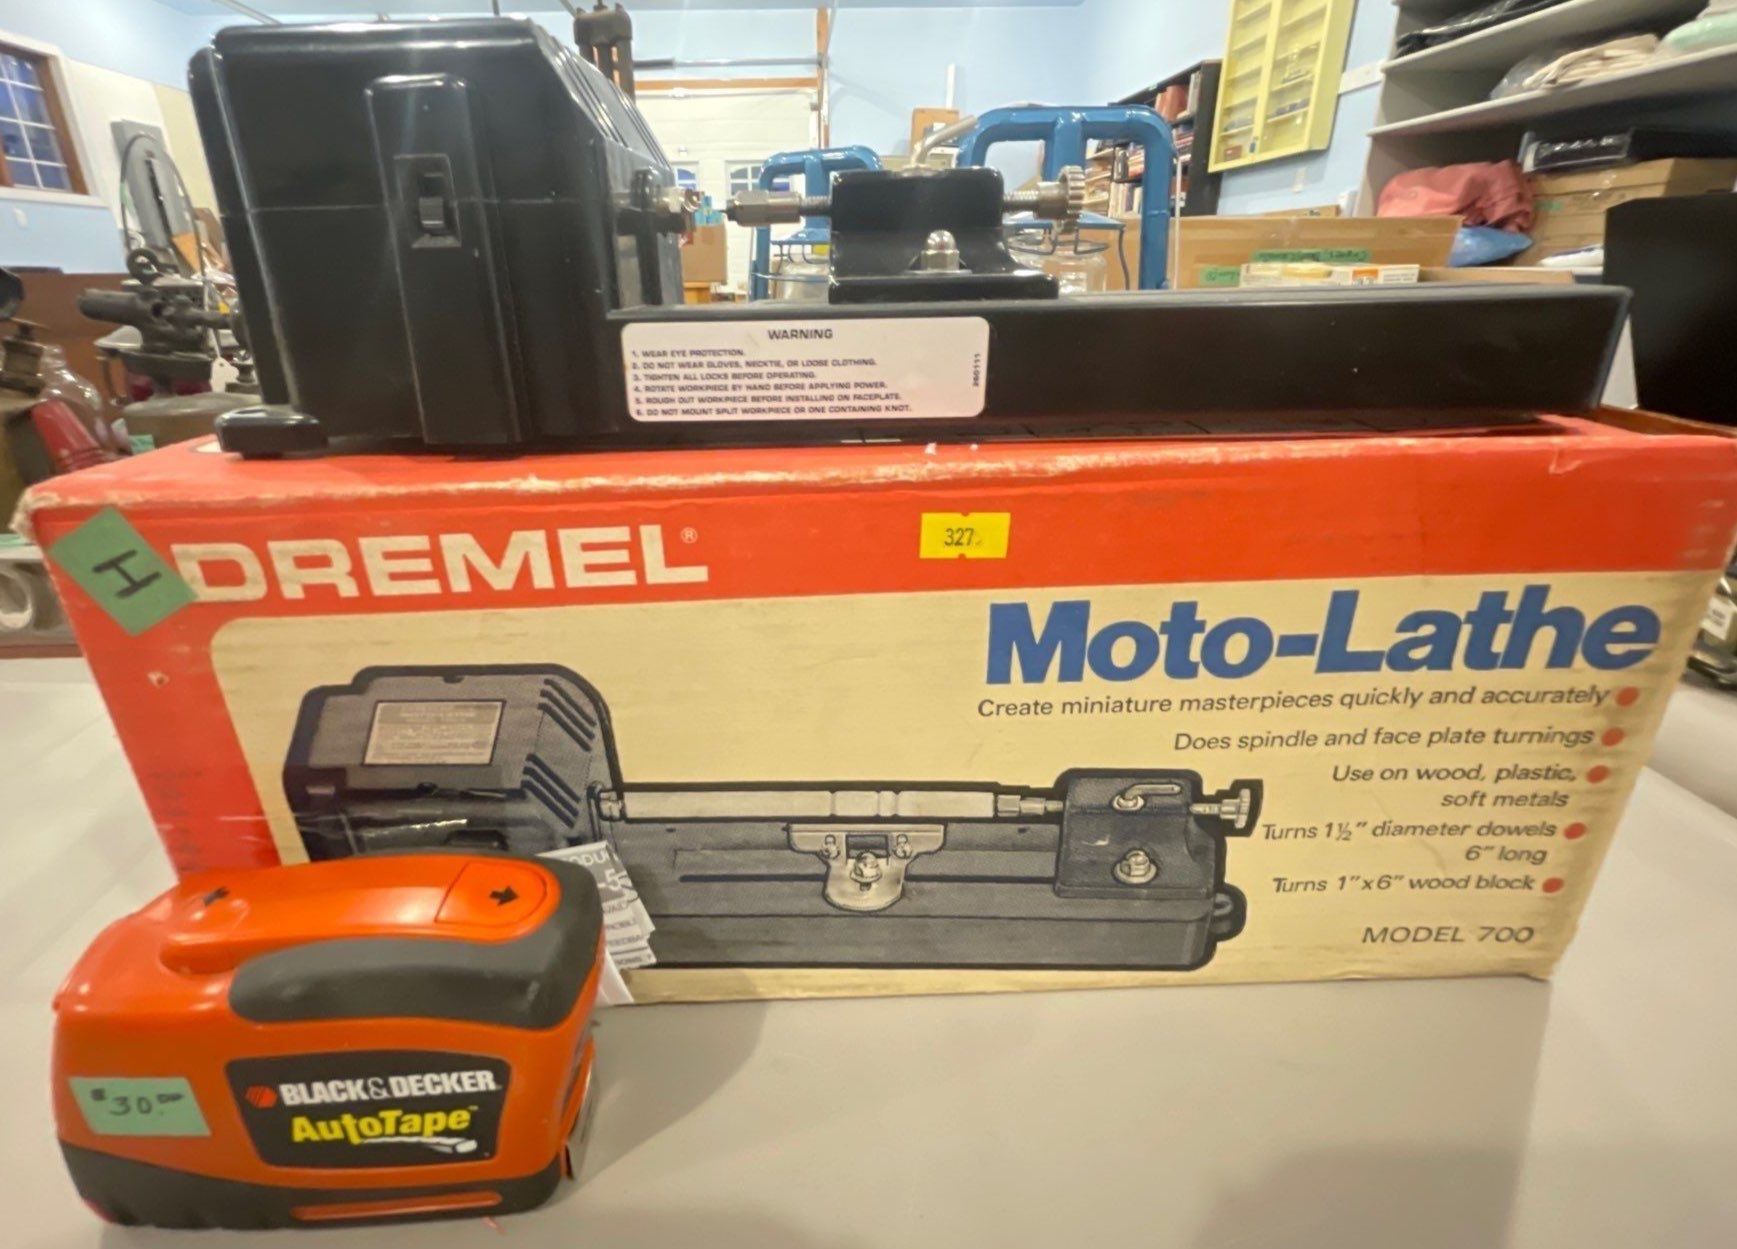 WARNING
1. WEAR EYE PROTECTION.
2. DO NOT WEAR GLOVES, NECKTIE, OR LOOSE CLOTHING.
3. TIGHTEN ALL LOCKS BEFORE OPERATING.
4. ROTATE WORKPIECE BY HAND BEFORE APPLYING POWER.
5. ROUGH OUT WORKPIECE BEFORE INSTALLING ON FACEPLATE.
6. DO NOT MOUNT SPLIT WORKPIECE OR ONE CONTAINING KNOT.
260111
H
DREMEL®
327
Moto-Lathe
Create miniature masterpieces quickly and accurately
Does spindle and face plate turnings
Use on wood, plastic,
soft metals
Turns 1½" diameter dowels
6" long
Turns 1"x6" wood block
MODEL 700
BLACK&DECKER
AutoTape™
$30.00